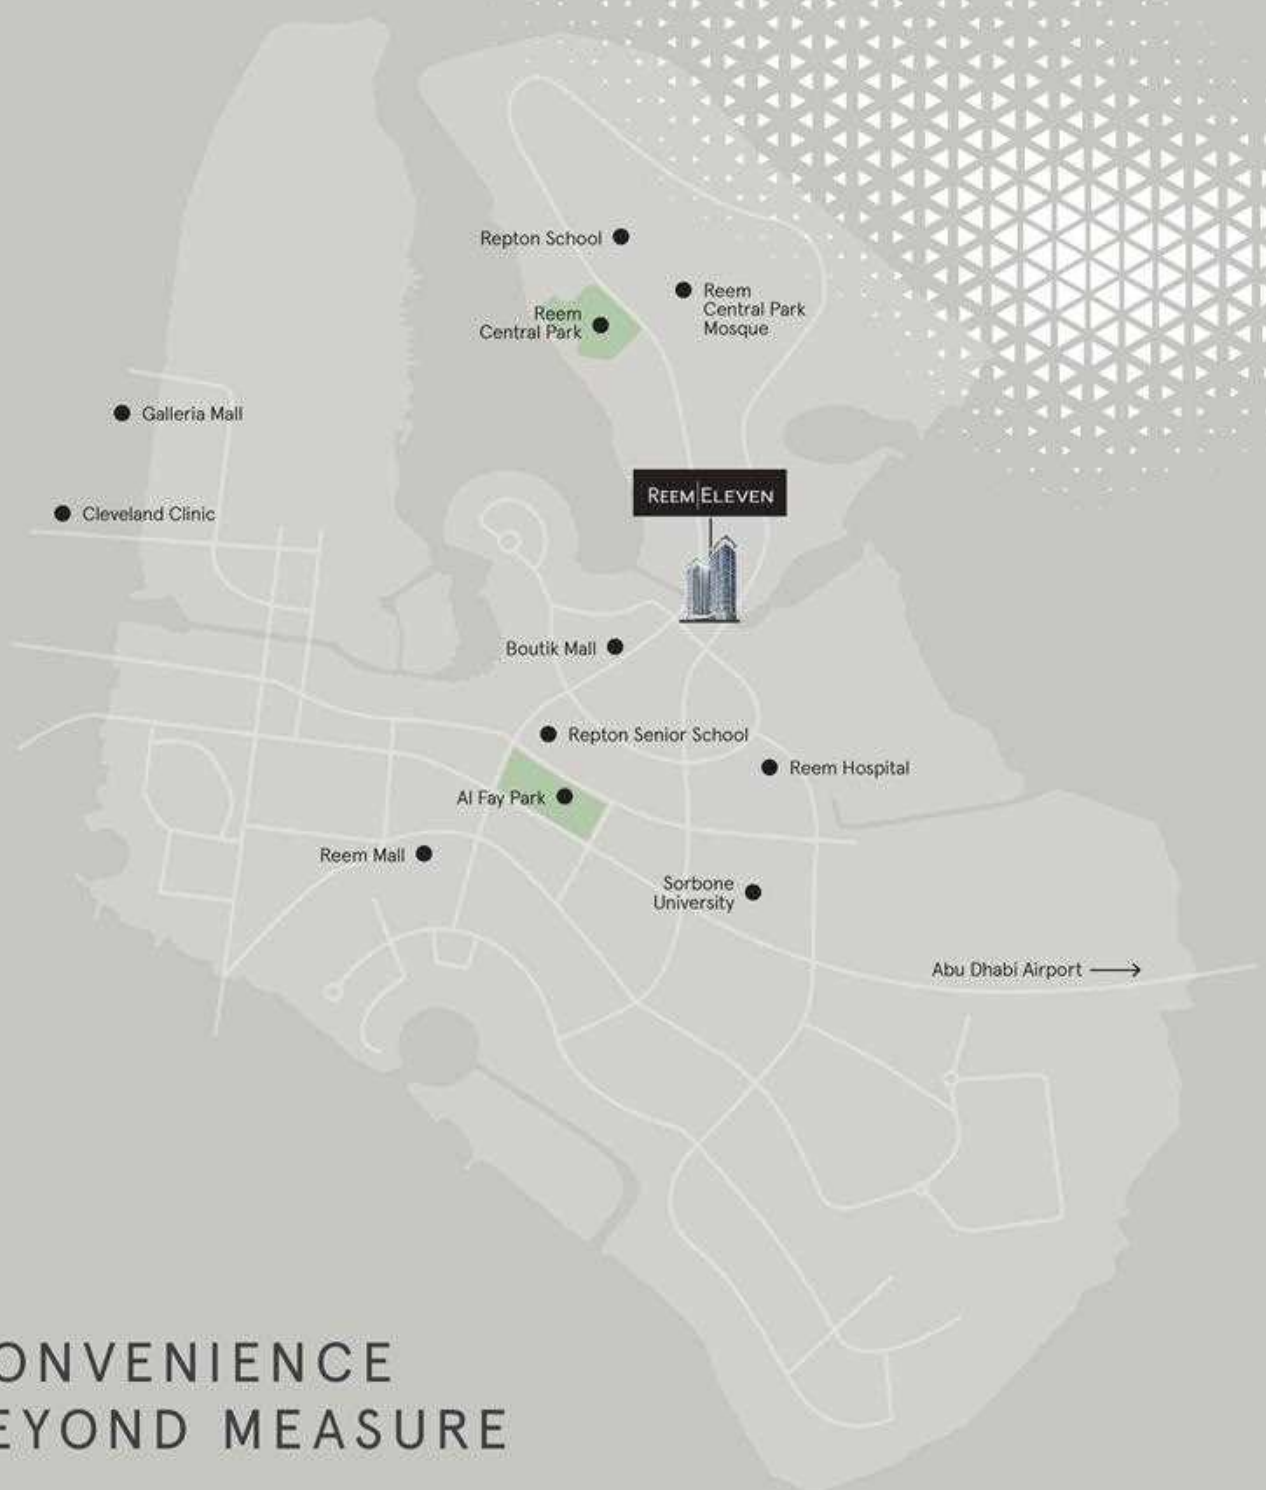 Repton School
Reem
Central Park
Mosque
Reem
Central Park
Galleria Mall
REEM|ELEVEN
Cleveland Clinic
Boutik Mall
Repton Senior School
Reem Hospital
Al Fay Park
Reem Mall
Sorbone
University
Abu Dhabi Airport
ONVENIENCE
EYOND MEASURE